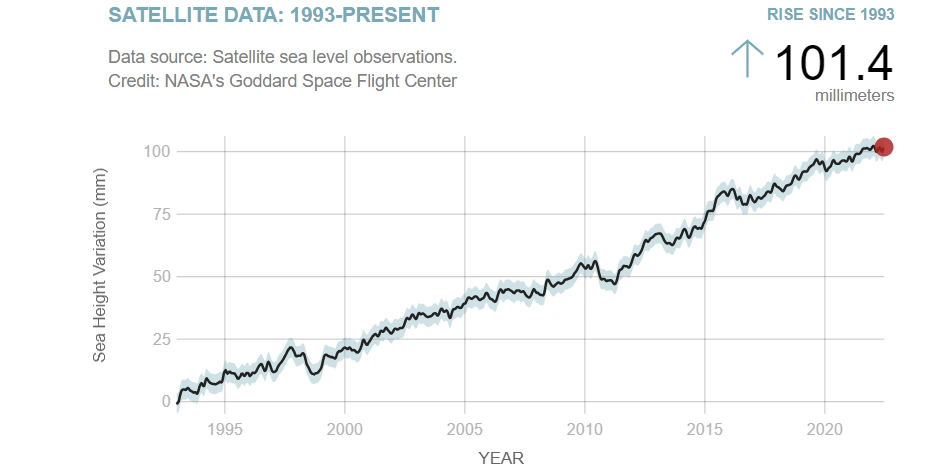 SATELLITE DATA: 1993-PRESENT
RISE SINCE 1993
Data source: Satellite sea level observations.
Credit: NASA's Goddard Space Flight Center
101.4
millimeters
Sea Height Variation (mm)
100
75
50
25
0
1995 2000 2005 2010 2015 2020
YEAR